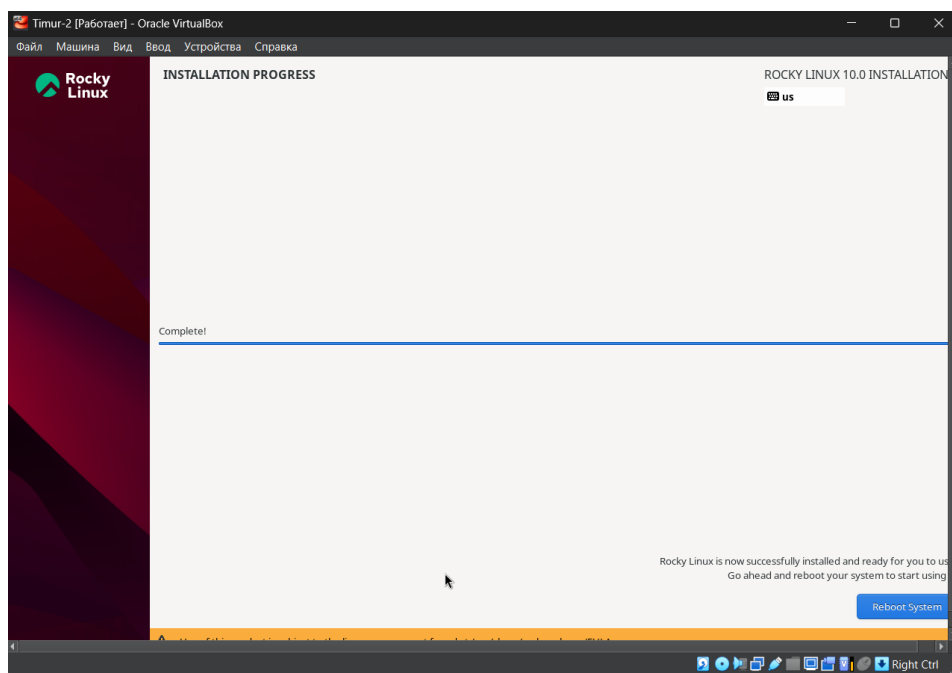 Timur-2 [Работает] - Oracle VirtualBox
Файл Машина Вид Ввод Устройства Справка
Rocky
Linux
INSTALLATION PROGRESS
ROCKY LINUX 10.0 INSTALLATION
us
Complete!
Rocky Linux is now successfully installed and ready for you to us
Go ahead and reboot your system to start using
Reboot System
Right Ctrl